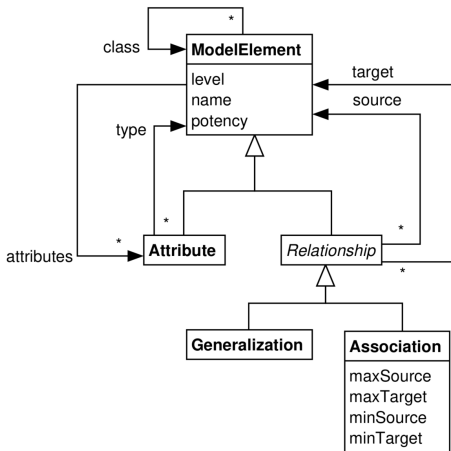 *
class
ModelElement
level
name
potency
target
source
type
*
*
attributes
*
Attribute
Relationship
*
Generalization
Association
maxSource
maxTarget
minSource
minTarget